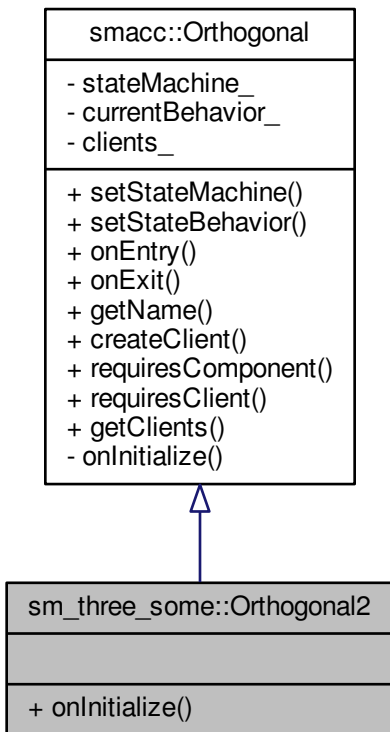 smacc::Orthogonal
- stateMachine_
- currentBehavior_
- clients_
+ setStateMachine()
+ setStateBehavior()
+ onEntry()
+ onExit()
+ getName()
+ createClient()
+ requiresComponent()
+ requiresClient()
+ getClients()
- onInitialize()
sm_three_some::Orthogonal2
+ onInitialize()